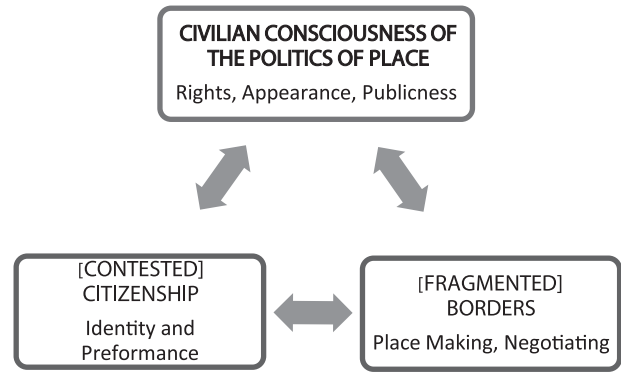 CIVILIAN CONSCIOUSNESS OF
THE POLITICS OF PLACE
Rights, Appearance, Publicness
[CONTESTED]
CITIZENSHIP
Identity and
Preformance
[FRAGMENTED]
BORDERS
Place Making, Negotiating